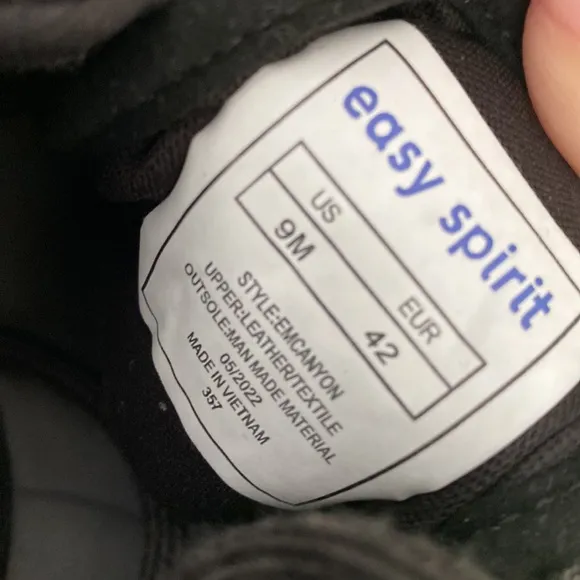 easy spirit
US EUR
9M 42
STYLE:EMCANYON
UPPER:LEATHER/TEXTILE
OUTSOLE:MAN MADE MATERIAL
05/2022
MADE IN VIETNAM
357